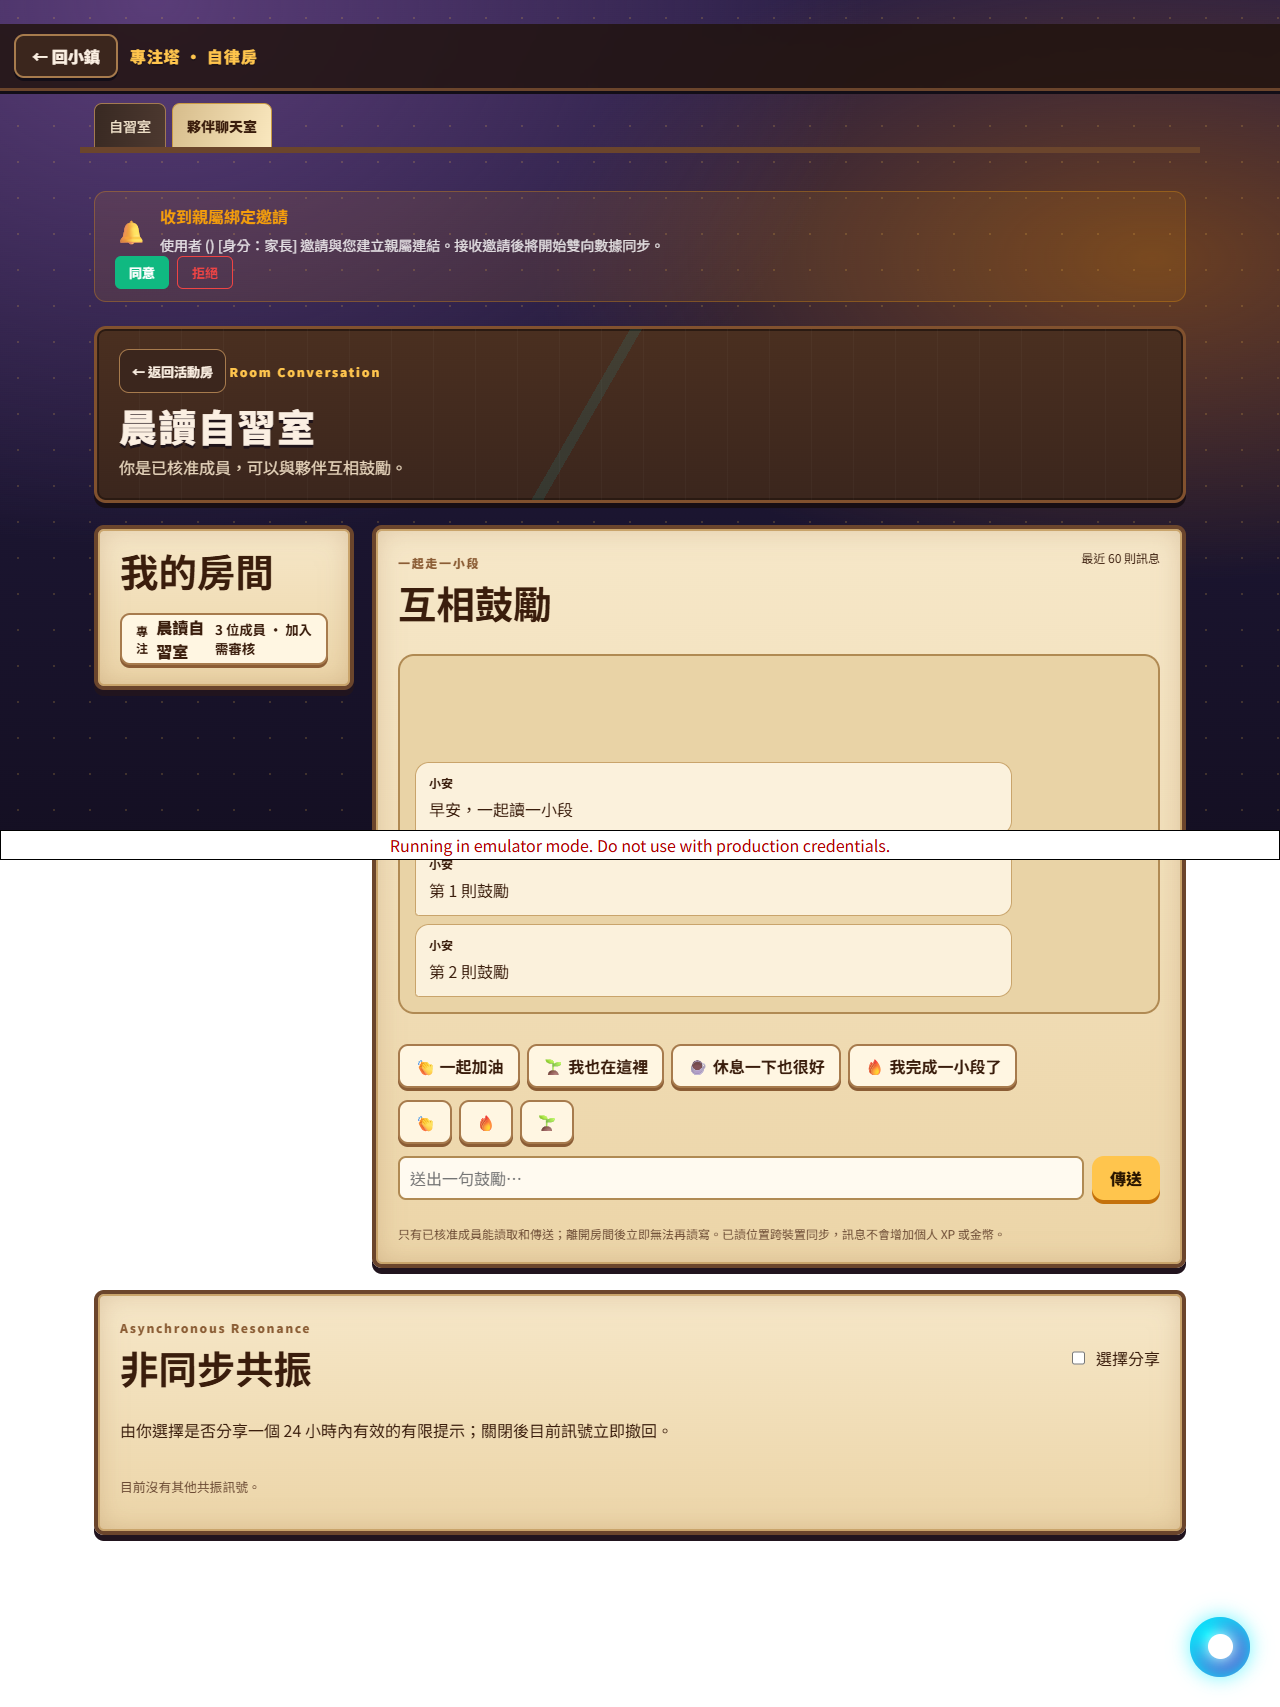 ← 回小鎮
專注塔 · 自律房
自習室
夥伴聊天室
收到親屬綁定邀請
使用者 () [身分：家長] 邀請與您建立親屬連結。接收邀請後將開始雙向數據同步。
同意
拒絕
← 返回活動房
Room Conversation
晨讀自習室
你是已核准成員，可以與夥伴互相鼓勵。
我的房間
專注
晨讀自習室
3 位成員 · 加入需審核
一起走一小段
最近 60 則訊息
互相鼓勵
小安
早安，一起讀一小段
Running in emulator mode. Do not use with production credentials.
小安
第 1 則鼓勵
小安
第 2 則鼓勵
一起加油
我也在這裡
休息一下也很好
我完成一小段了
送出一句鼓勵…
傳送
只有已核准成員能讀取和傳送；離開房間後立即無法再讀寫。已讀位置跨裝置同步，訊息不會增加個人 XP 或金幣。
Asynchronous Resonance
非同步共振
選擇分享
由你選擇是否分享一個 24 小時內有效的有限提示；關閉後目前訊號立即撤回。
目前沒有其他共振訊號。